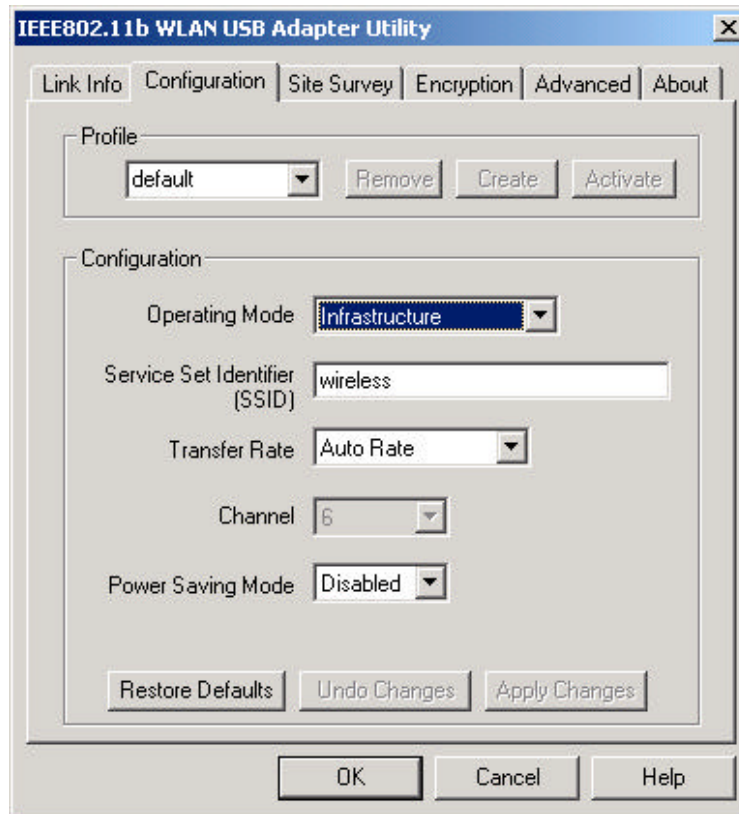 IEEE802.11b WLAN USB Adapter Utility
Link Info Configuration Site Survey Encryption Advanced About
Profile
default Remove Create Activate
Configuration
Operating Mode Infrastructure
Service Set Identifier (SSID) wireless
Transfer Rate Auto Rate
Channel 6
Power Saving Mode Disabled
Restore Defaults Undo Changes Apply Changes
OK Cancel Help